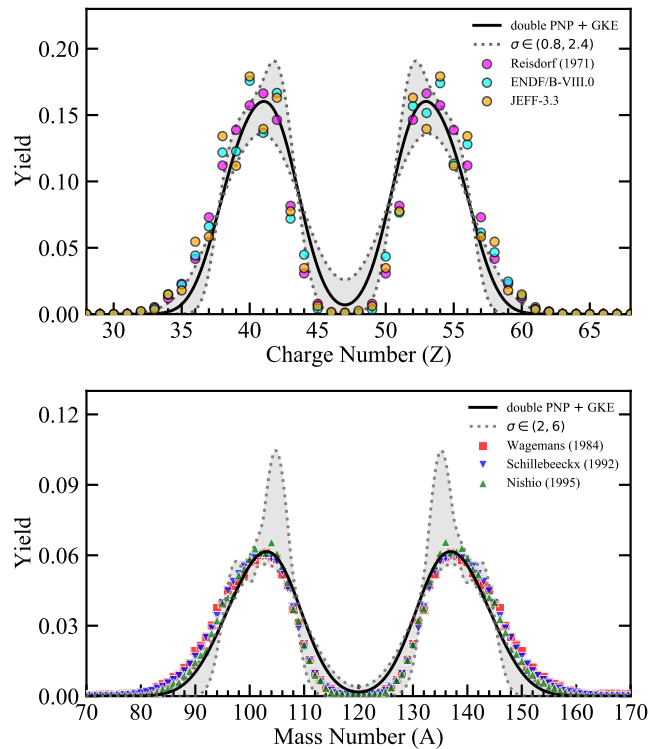 0.20
0.15
0.10
0.05
0.00
Yield
double PNP + GKE
σ ∈ (0.8, 2.4)
Reisdorf (1971)
ENDF/B-VIII.0
JEFF-3.3
30 35 40 45 50 55 60 65
Charge Number (Z)
0.12
0.09
0.06
0.03
0.00
Yield
double PNP + GKE
σ ∈ (2, 6)
Wagemans (1984)
Schillebeeckx (1992)
Nishio (1995)
70 80 90 100 110 120 130 140 150 160 170
Mass Number (A)